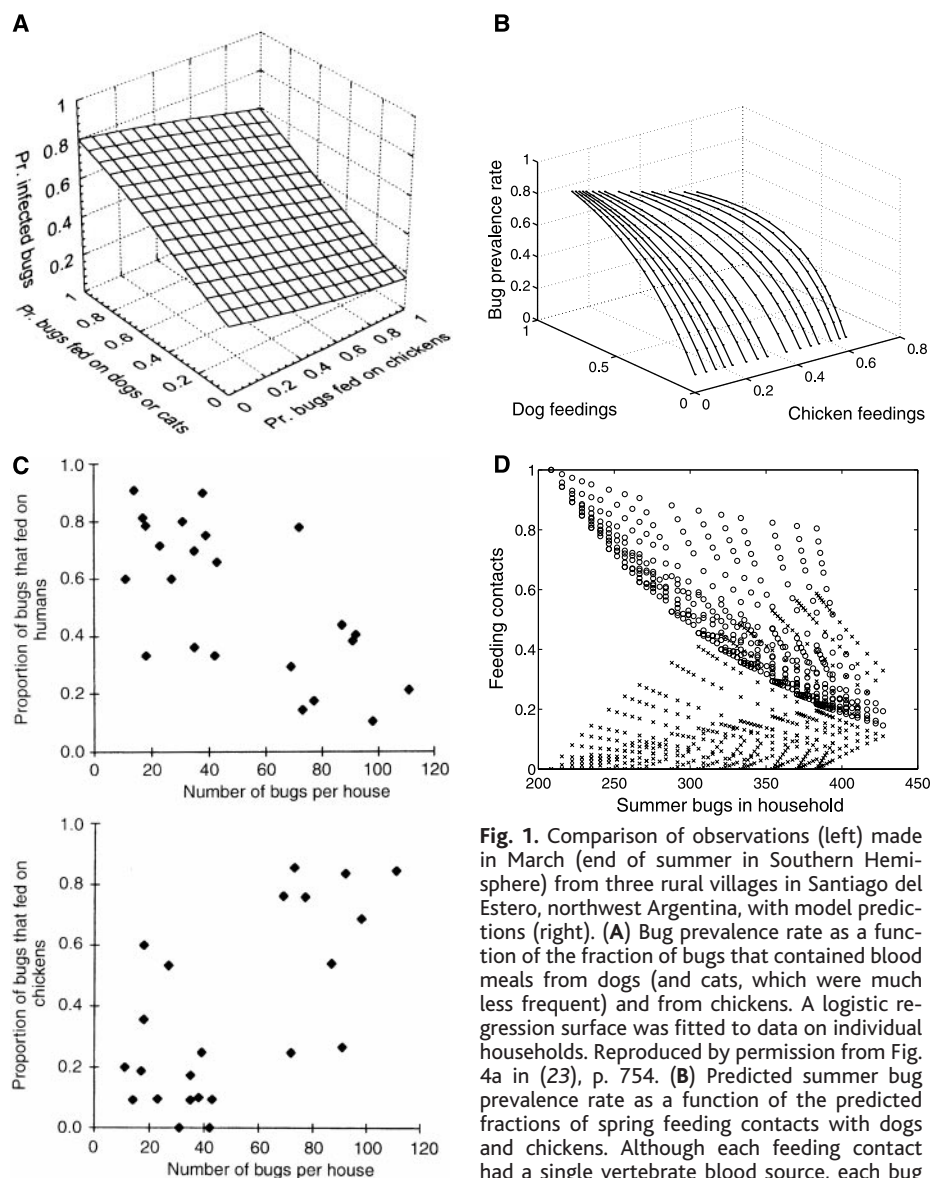 A
Pr. infected bugs
1
0.8
0.6
0.4
0.2
Pr. bugs fed on dogs or cats
1
0.8
0.6
0.4
0.2
0
Pr. bugs fed on chickens
0
0.2
0.4
0.6
0.8
1
B
Bug prevalence rate
1
0.8
0.6
0.4
0.2
0
Dog feedings
1
0.5
0
Chicken feedings
0
0.2
0.4
0.6
0.8
C
Proportion of bugs that fed on
humans
1.0
0.8
0.6
0.4
0.2
0.0
0 20 40 60 80 100 120
Number of bugs per house
Proportion of bugs that fed on
chickens
1.0
0.8
0.6
0.4
0.2
0.0
0 20 40 60 80 100 120
Number of bugs per house
D
Feeding contacts
1
0.8
0.6
0.4
0.2
0
200 250 300 350 400 450
Summer bugs in household
Fig. 1. Comparison of observations (left) made
in March (end of summer in Southern Hemi-
sphere) from three rural villages in Santiago del
Estero, northwest Argentina, with model predic-
tions (right). (A) Bug prevalence rate as a func-
tion of the fraction of bugs that contained blood
meals from dogs (and cats, which were much
less frequent) and from chickens. A logistic re-
gression surface was fitted to data on individual
households. Reproduced by permission from Fig.
4a in (23), p. 754. (B) Predicted summer bug
prevalence rate as a function of the predicted
fractions of spring feeding contacts with dogs
and chickens. Although each feeding contact
had a single vertebrate blood source, each bug